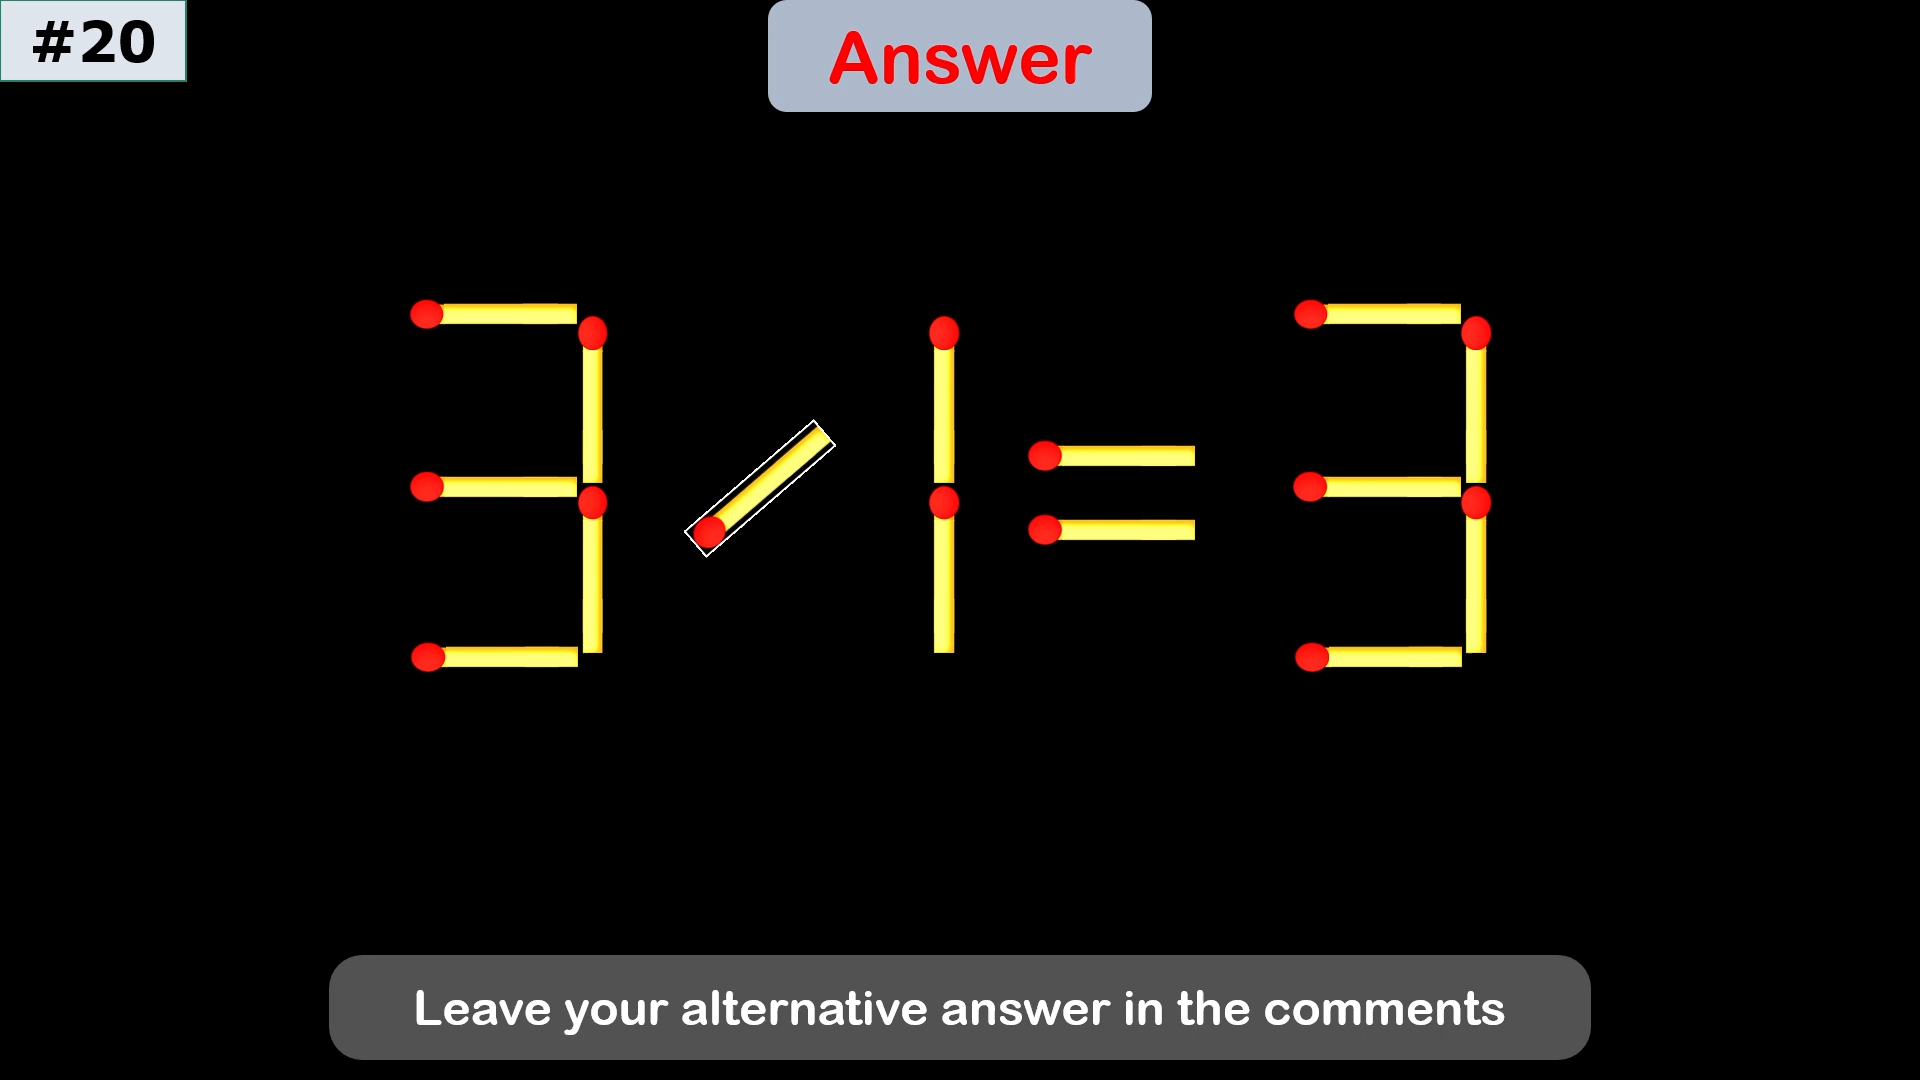 #20
Answer
3 / 1 = 3
Leave your alternative answer in the comments